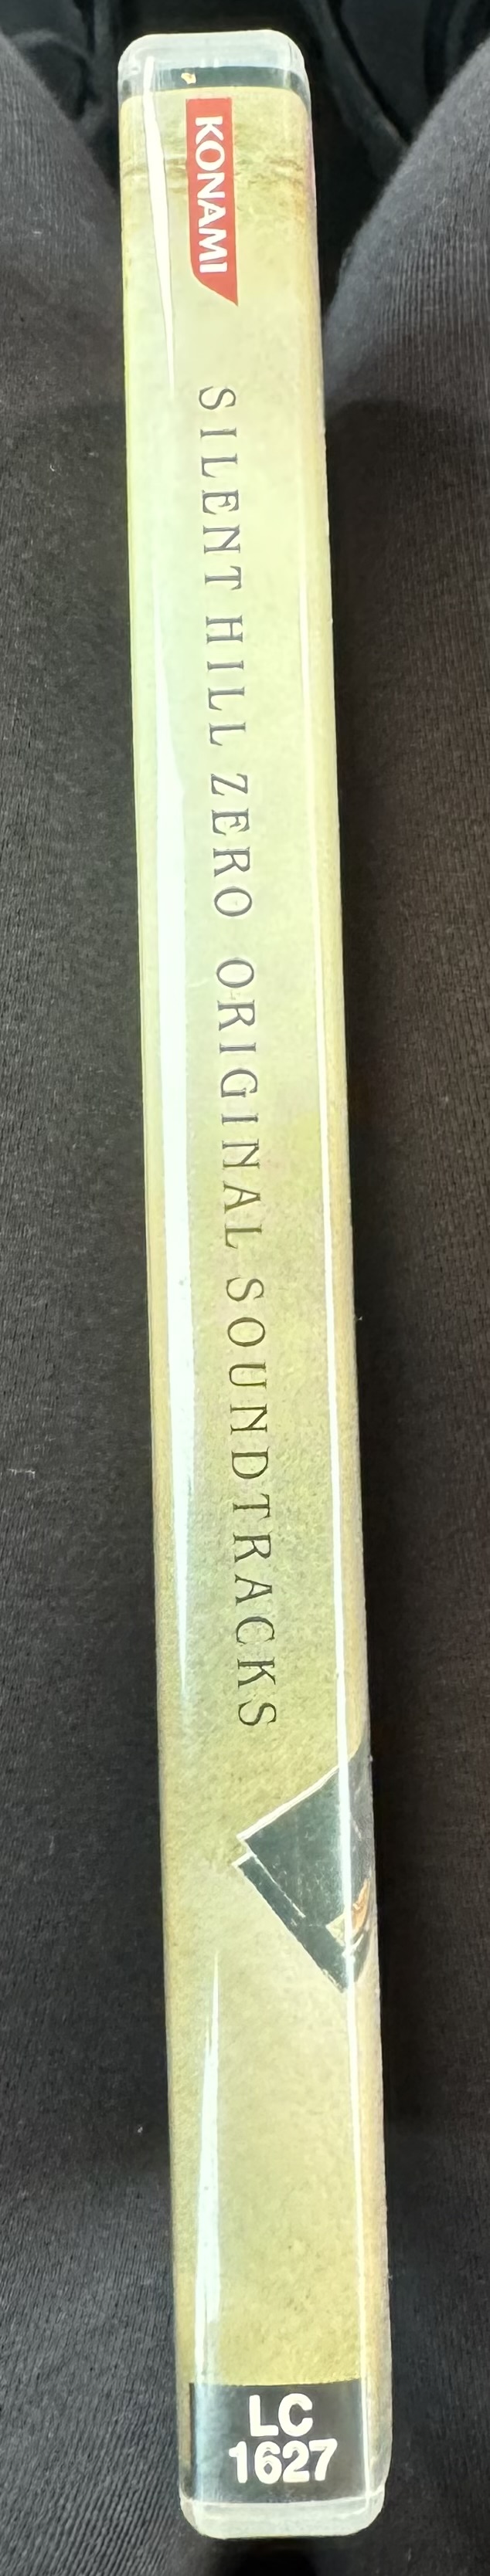 KONAMI
SILENT HILL ZERO ORIGINAL SOUNDTRACKS
LC
1627